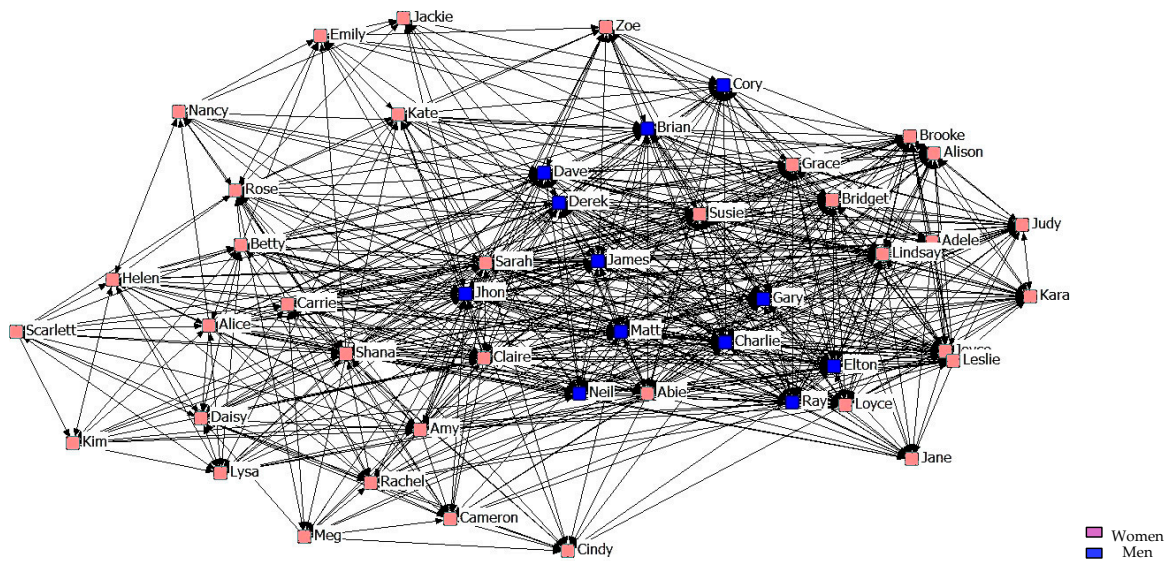 Jackie
Zoe
Emily
Cory
Nancy
Kate
Brian
Brooke
Alison
Grace
Dave
Rose
Derek
Bridget
Susie
Judy
Adele
Betty
Lindsay
Sarah
James
Helen
Jhon
Gary
Kara
Carrie
Alice
Scarlett
Matt
Charlie
Joyce
Shana
Claire
Leslie
Elton
Neil
Abie
Ray
Loyce
Daisy
Amy
Kim
Jane
Lysa
Rachel
Cameron
Meg
Cindy
Women
Men